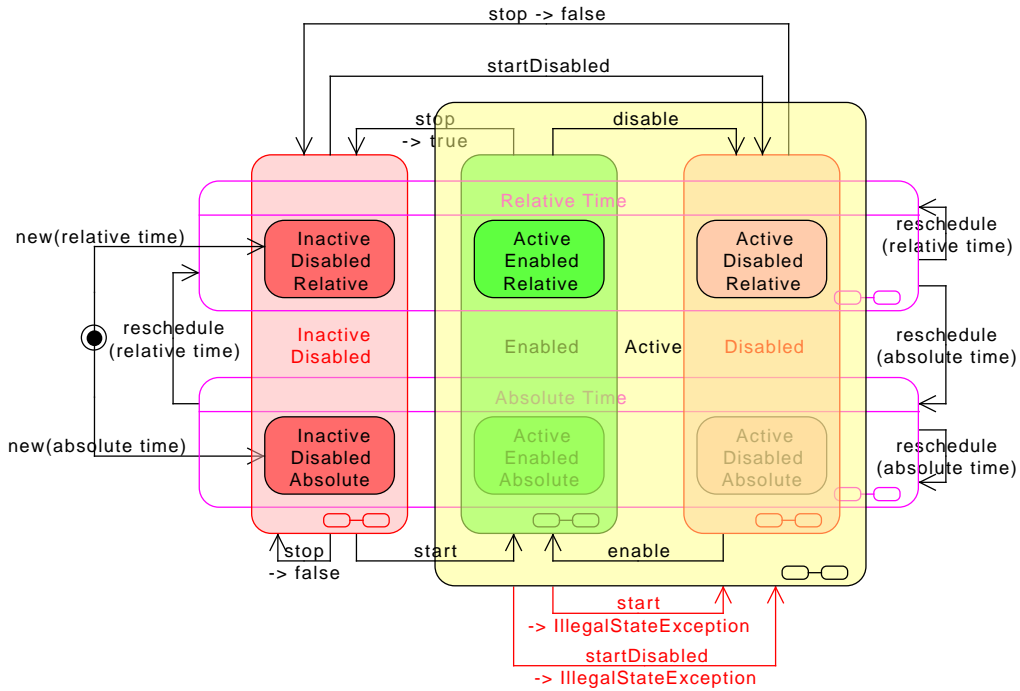 stop -> false
startDisabled
stop
-> true
disable
Relative Time
new(relative time)
Inactive
Disabled
Relative
Active
Enabled
Relative
Active
Disabled
Relative
reschedule
(relative time)
reschedule
(relative time)
Inactive
Disabled
Enabled
Active
Disabled
reschedule
(absolute time)
Absolute Time
new(absolute time)
Inactive
Disabled
Absolute
Active
Enabled
Absolute
Active
Disabled
Absolute
reschedule
(absolute time)
stop
-> false
start
enable
start
-> IllegalStateException
startDisabled
-> IllegalStateException